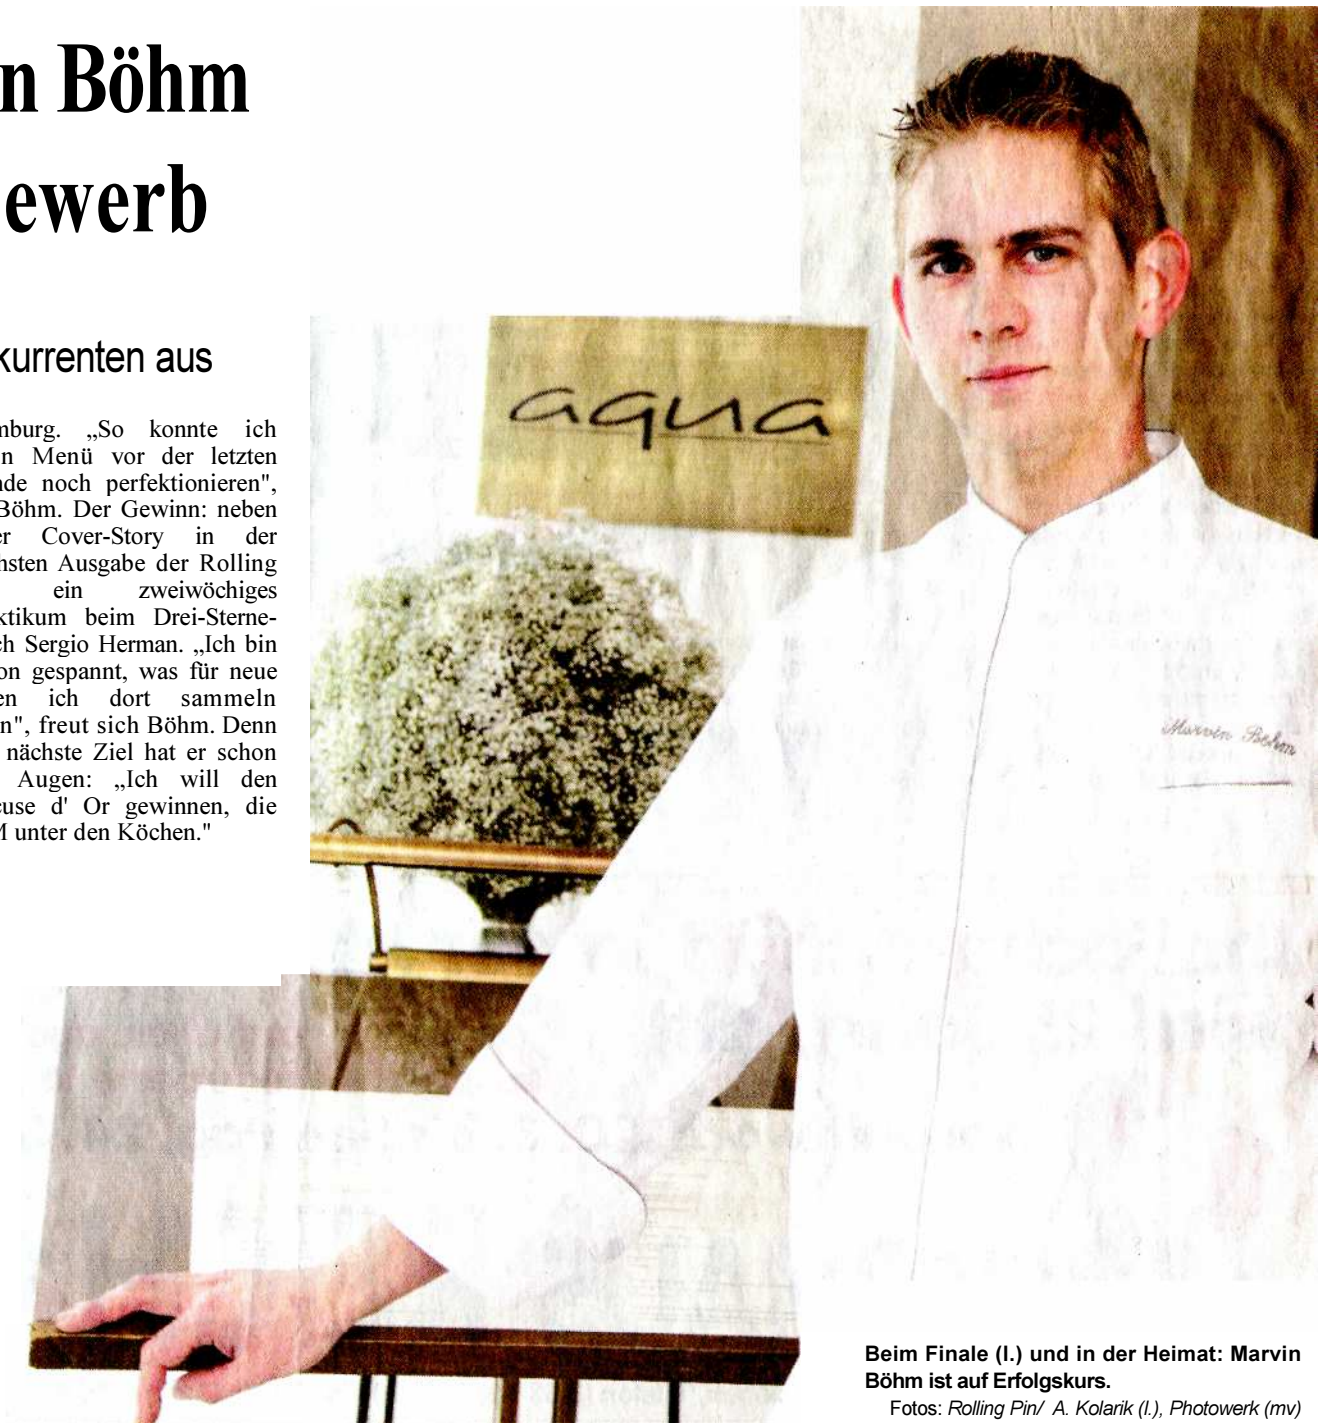 n Böhm
ewerb
kurrenten aus
nburg. „So konnte ich
n Menü vor der letzten
nde noch perfektionieren",
Böhm. Der Gewinn: neben
er Cover-Story in der
hsten Ausgabe der Rolling
ein zweiwöchiges
ktikum beim Drei-Sterne-
ch Sergio Herman. „Ich bin
on gespannt, was für neue
en ich dort sammeln
n", freut sich Böhm. Denn
nächste Ziel hat er schon
Augen: „Ich will den
cuse d' Or gewinnen, die
M unter den Köchen."
aqua
Marvin Böhm
Beim Finale (l.) und in der Heimat: Marvin
Böhm ist auf Erfolgskurs.
Fotos: Rolling Pin/ A. Kolarik (l.), Photowerk (mv)